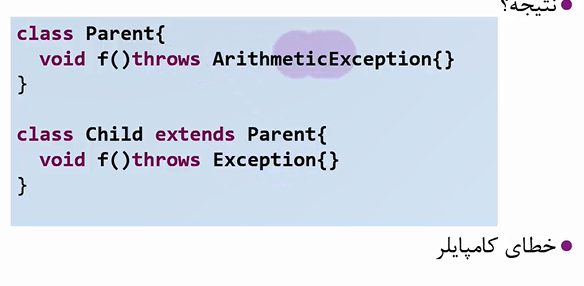 نتیجه؟
class Parent{
void f()throws ArithmeticException{}
}
class Child extends Parent{
void f()throws Exception{}
}
خطای کامپایلر